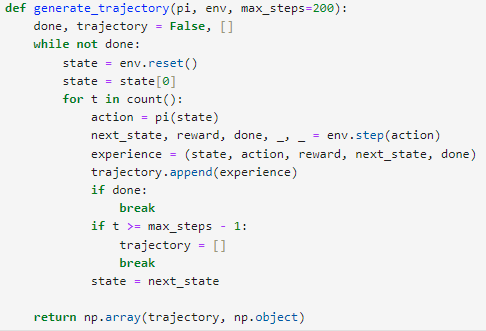 def generate_trajectory(pi, env, max_steps=200):
    done, trajectory = False, []
    while not done:
        state = env.reset()
        state = state[0]
        for t in count():
            action = pi(state)
            next_state, reward, done, _, _ = env.step(action)
            experience = (state, action, reward, next_state, done)
            trajectory.append(experience)
            if done:
                break
            if t >= max_steps - 1:
                trajectory = []
                break
            state = next_state

    return np.array(trajectory, np.object)